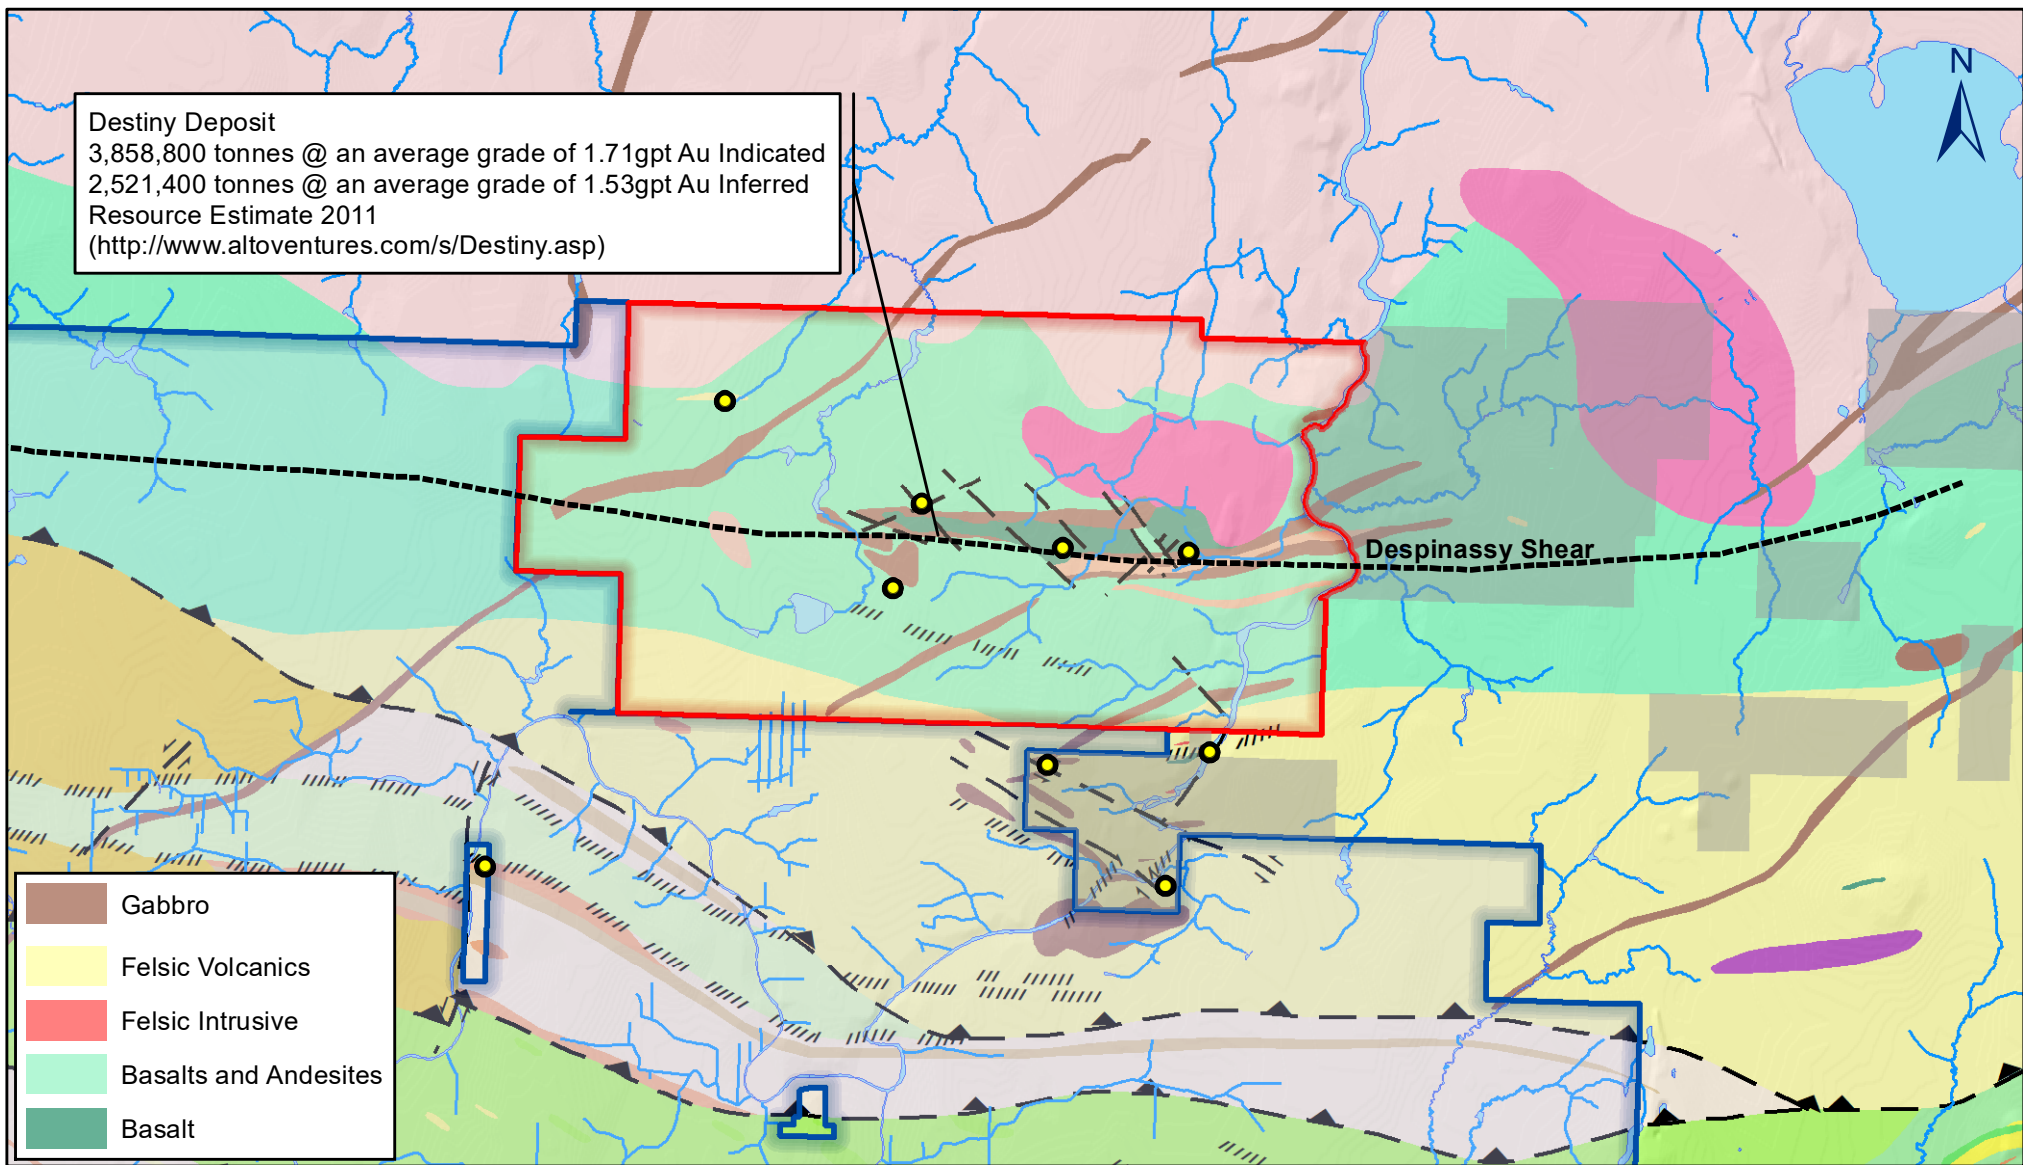 N
Destiny Deposit
3,858,800 tonnes @ an average grade of 1.71gpt Au Indicated
2,521,400 tonnes @ an average grade of 1.53gpt Au Inferred
Resource Estimate 2011
(http://www.altoventures.com/s/Destiny.asp)
Despinassy Shear
Gabbro
Felsic Volcanics
Felsic Intrusive
Basalts and Andesites
Basalt